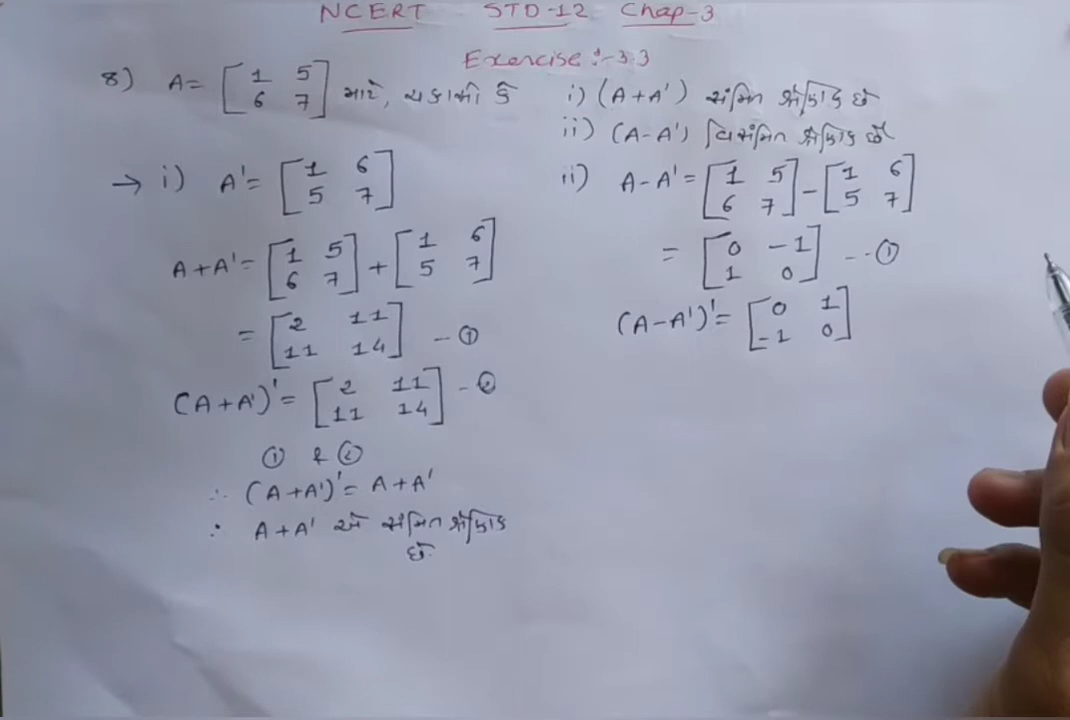 NCERT STD-12 Chap-3
Exercise :- 3.3
8) A = [ 1 5
6 7 ] માટે, ચકાસો કે
i) (A+A') સંમિત શ્રેણિક છે
ii) (A-A') વિસંમિત શ્રેણિક છે
→ i) A' = [ 1 6
5 7 ]
A+A' = [ 1 5
6 7 ] + [ 1 6
5 7 ]
= [ 2 11
11 14 ] - ①
(A+A')' = [ 2 11
11 14 ] - ②
① & ②
∴ (A+A')' = A+A'
∴ A+A' એ સંમિત શ્રેણિક
છે.
ii) A-A' = [ 1 5
6 7 ] - [ 1 6
5 7 ]
= [ 0 -1
1 0 ] -- ①
(A-A')' = [ 0 1
-1 0 ]